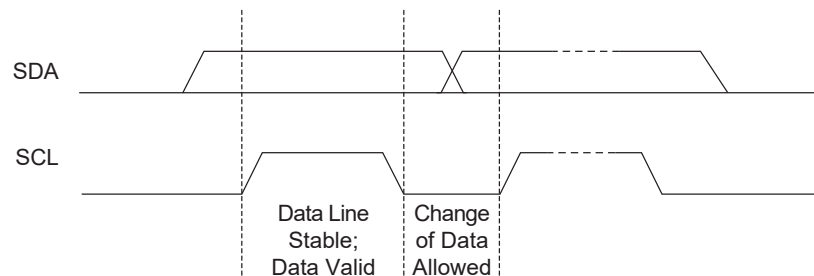 SDA
SCL
Data Line
Stable;
Data Valid
Change
of Data
Allowed